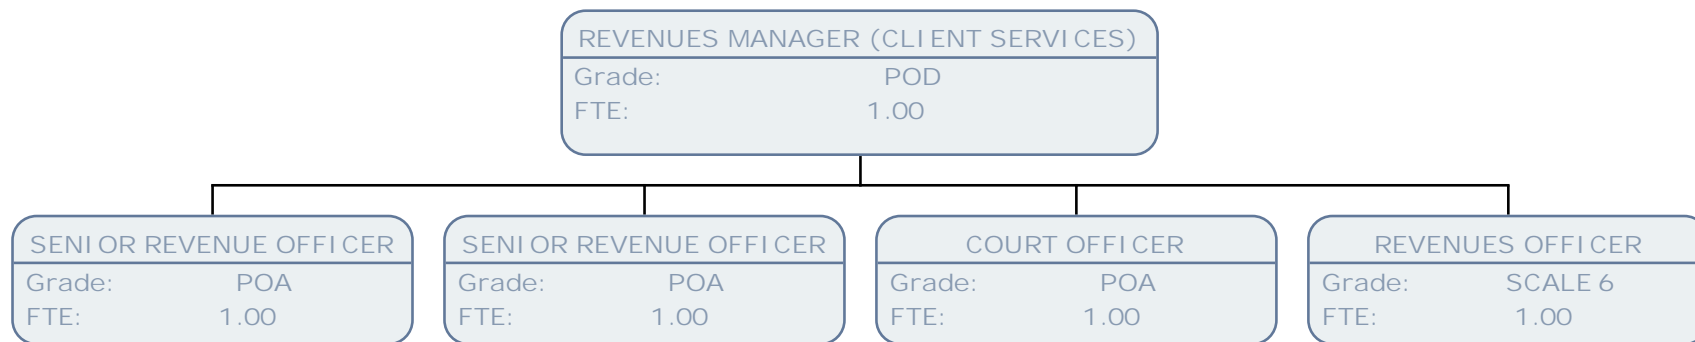 REVENUES MANAGER (CLIENT SERVICES)
Grade: POD
FTE: 1.00
SENIOR REVENUE OFFICER
Grade: POA
FTE: 1.00
SENIOR REVENUE OFFICER
Grade: POA
FTE: 1.00
COURT OFFICER
Grade: POA
FTE: 1.00
REVENUES OFFICER
Grade: SCALE 6
FTE: 1.00